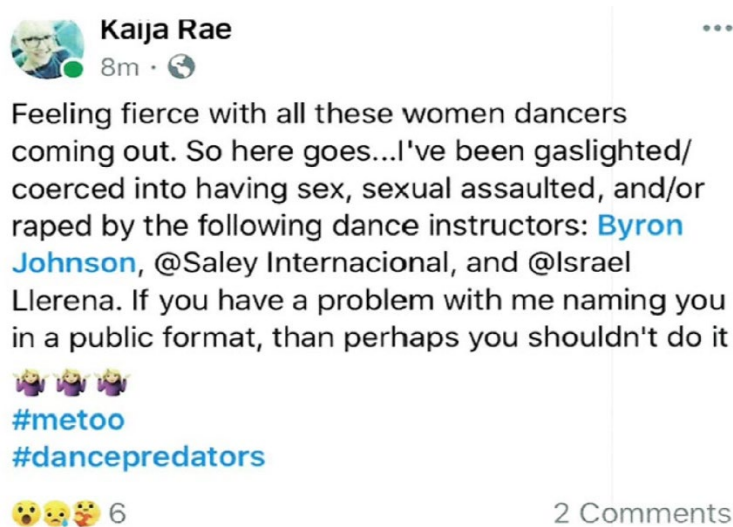 Kaija Rae
8m ·
Feeling fierce with all these women dancers
coming out. So here goes...I've been gaslighted/
coerced into having sex, sexual assaulted, and/or
raped by the following dance instructors: Byron
Johnson, @Saley Internacional, and @Israel
Llerena. If you have a problem with me naming you
in a public format, than perhaps you shouldn't do it
🤷🏼‍♀️🤷🏼‍♀️🤷🏼‍♀️
#metoo
#dancepredators
6
2 Comments